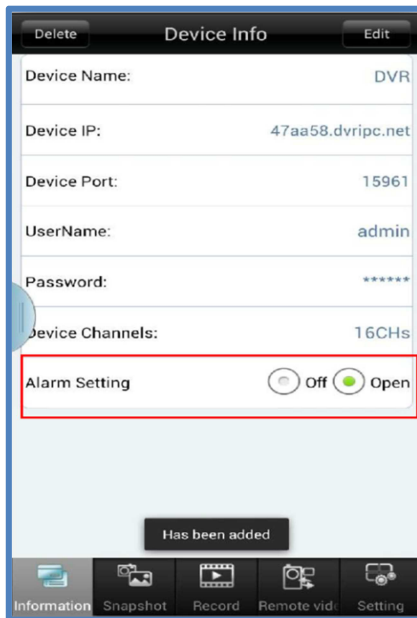 Delete Device Info Edit
Device Name: DVR
Device IP: 47aa58.dvripc.net
Device Port: 15961
UserName: admin
Password: ******
Device Channels: 16CHs
Alarm Setting Off Open
Has been added
Information Snapshot Record Remote vide Setting